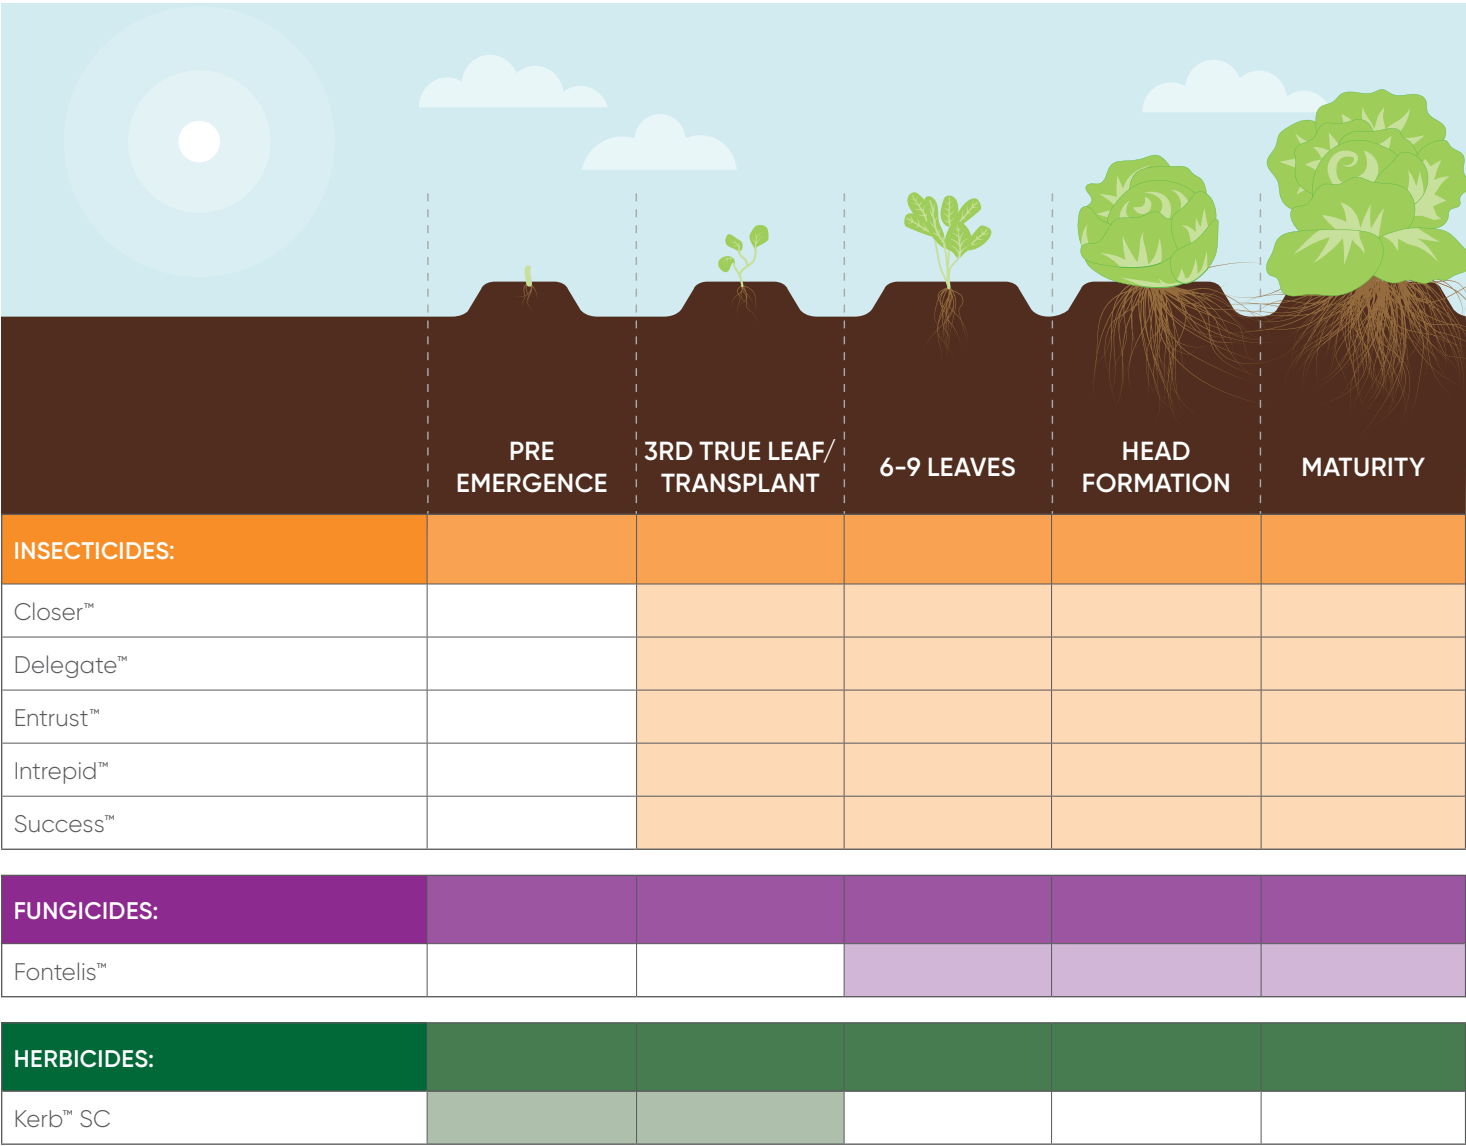 PRE
EMERGENCE
3RD TRUE LEAF/
TRANSPLANT
6-9 LEAVES
HEAD
FORMATION
MATURITY
INSECTICIDES:
Closer™
Delegate™
Entrust™
Intrepid™
Success™
FUNGICIDES:
Fontelis™
HERBICIDES:
Kerb™ SC